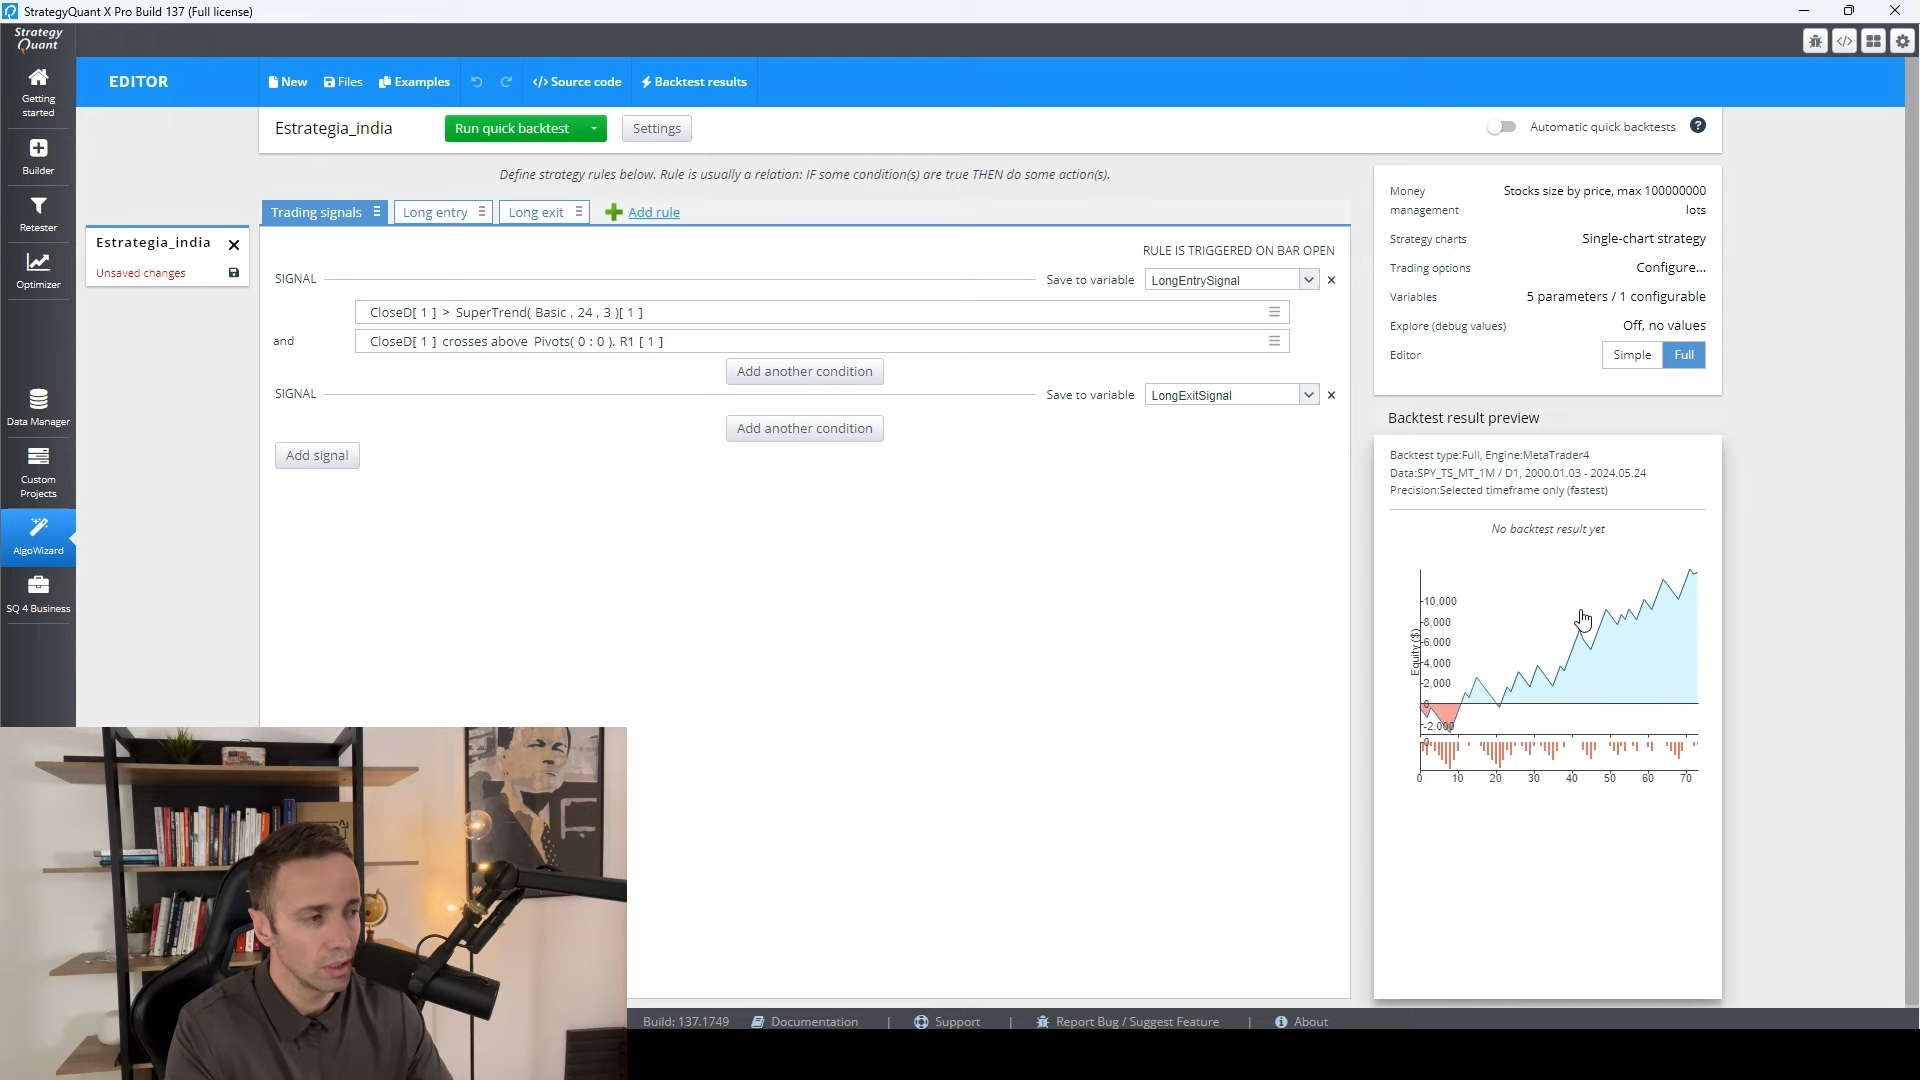 StrategyQuant X Pro Build 137 (Full license)
Strategy
Quant
EDITOR
New
Files
Examples
</> Source code
Backtest results
Getting
started
Builder
Retester
Optimizer
Data Manager
Custom
Projects
AlgoWizard
SQ 4 Business
Estrategia_india
Unsaved changes
Estrategia_india
Run quick backtest
Settings
Automatic quick backtests
?
Define strategy rules below. Rule is usually a relation: IF some condition(s) are true THEN do some action(s).
Trading signals
Long entry
Long exit
Add rule
RULE IS TRIGGERED ON BAR OPEN
SIGNAL
Save to variable
LongEntrySignal
CloseD[ 1 ] > SuperTrend( Basic , 24 , 3 )[ 1 ]
and
CloseD[ 1 ] crosses above Pivots( 0 : 0 ). R1 [ 1 ]
Add another condition
SIGNAL
Save to variable
LongExitSignal
Add another condition
Add signal
Money
management
Stocks size by price, max 100000000
lots
Strategy charts
Single-chart strategy
Trading options
Configure...
Variables
5 parameters / 1 configurable
Explore (debug values)
Off, no values
Editor
Simple
Full
Backtest result preview
Backtest type:Full, Engine:MetaTrader4
Data:SPY_TS_MT_1M / D1, 2000.01.03 - 2024.05.24
Precision:Selected timeframe only (fastest)
No backtest result yet
Equity ($)
10,000
8,000
6,000
4,000
2,000
0
-2,000
0
0 10 20 30 40 50 60 70
Build: 137.1749
Documentation
|
Support
|
Report Bug / Suggest Feature
|
About